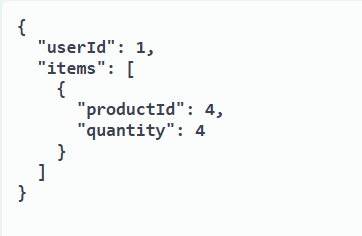 {
  "userId": 1,
  "items": [
    {
      "productId": 4,
      "quantity": 4
    }
  ]
}